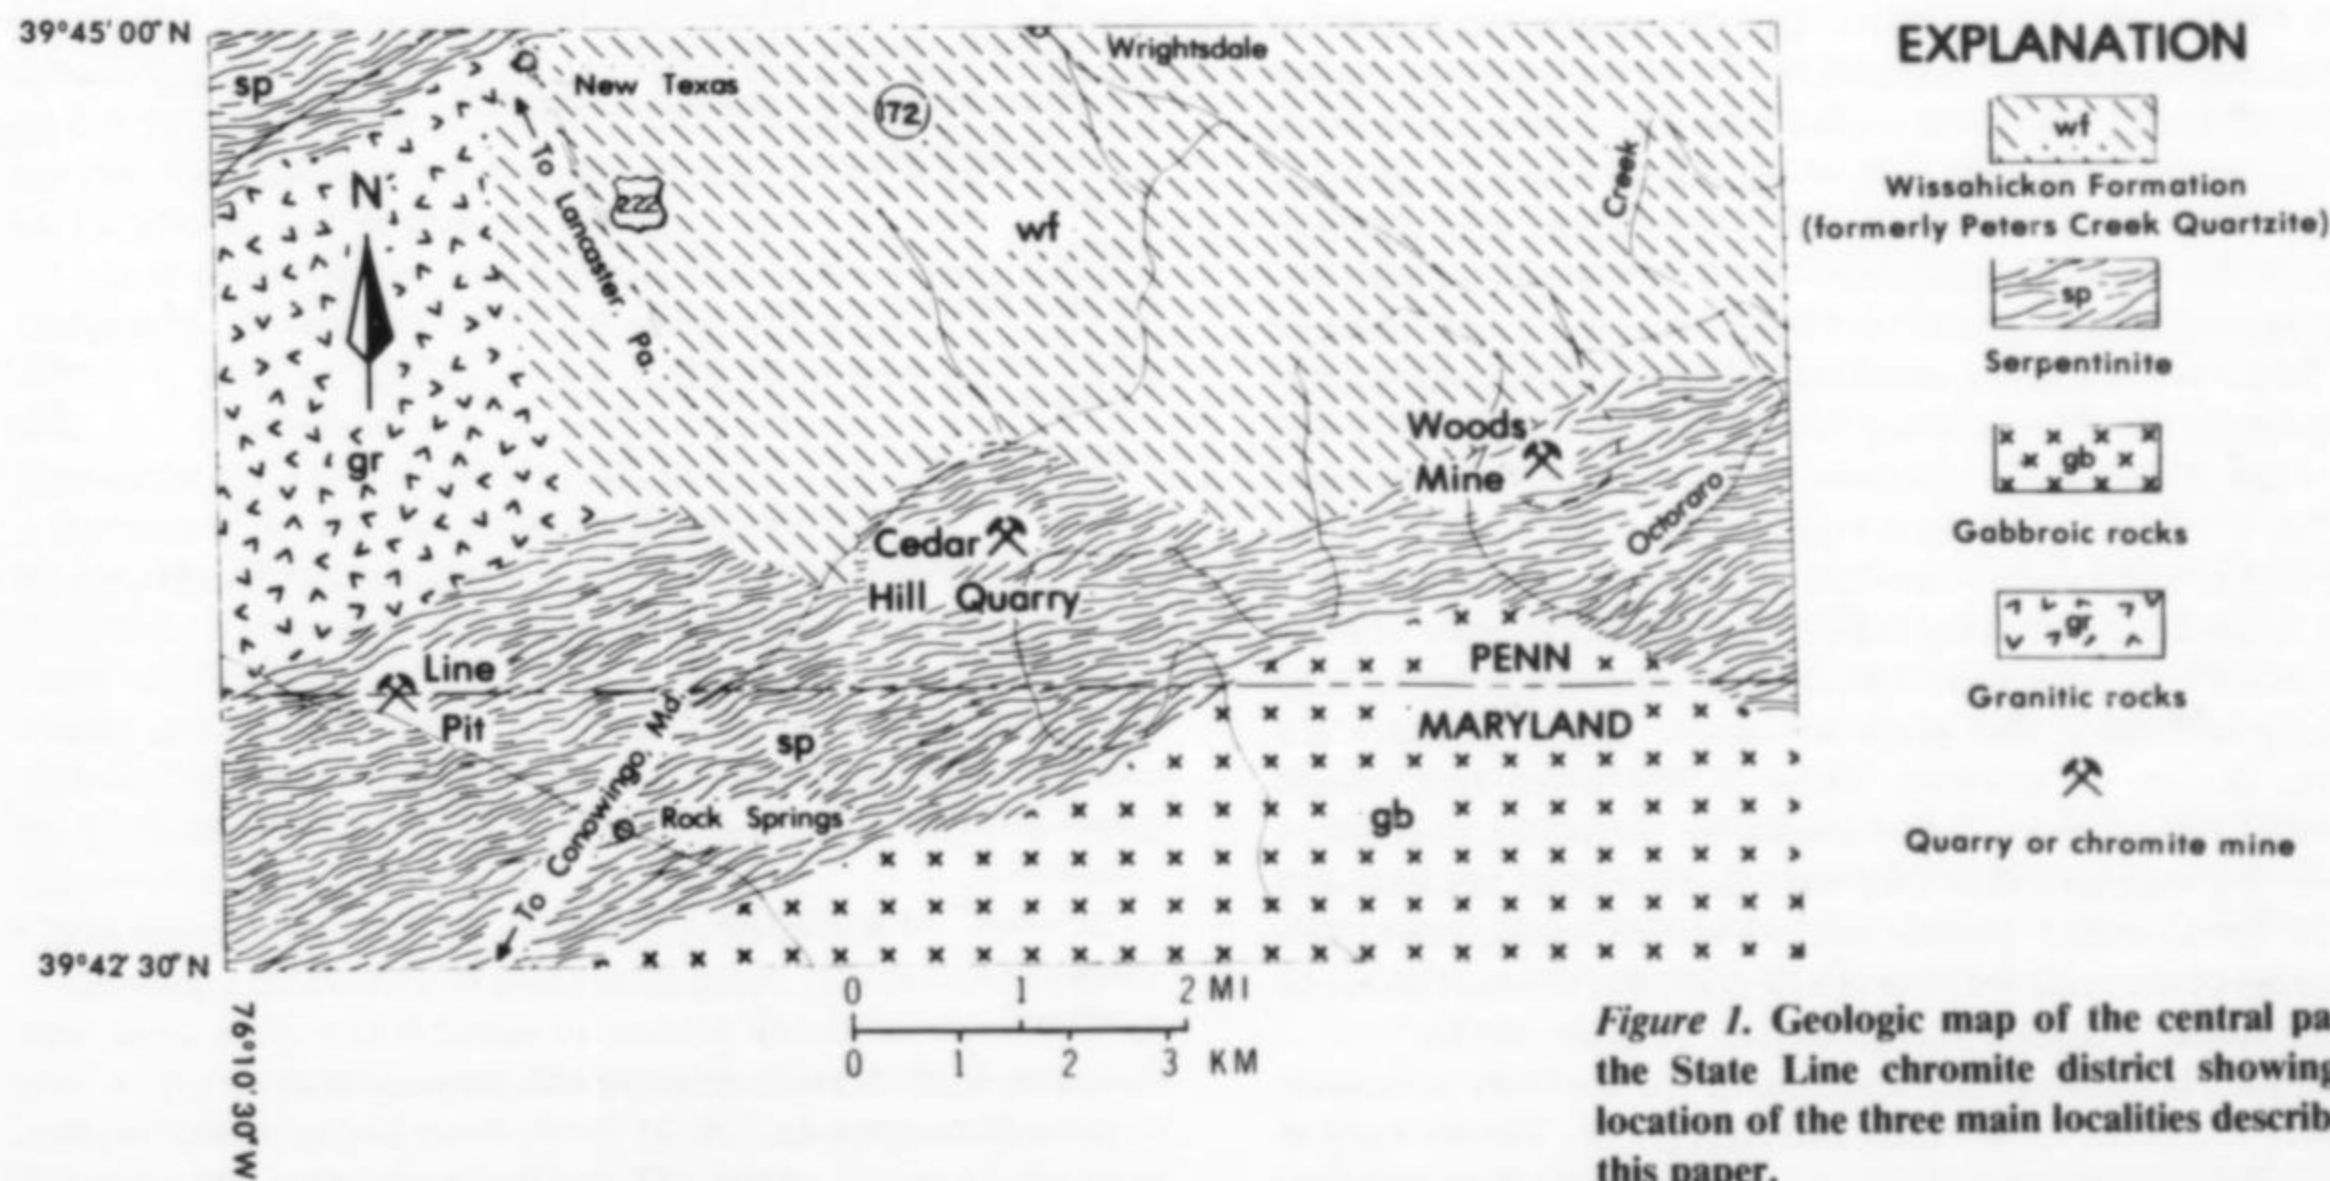 39°45'00"N
sp
New Texas
172
Wrightsdale
EXPLANATION
wf
Wissahickon Formation
(formerly Peters Creek Quartzite)
N
To Lancaster, Pa.
222
wf
Creek
sp
Serpentinite
gr
Woods
Mine
gb
Gabbroic rocks
Cedar
Hill Quarry
Octoraro
gr
Granitic rocks
Line
Pit
PENN
MARYLAND
sp
To Conowingo, Md.
Rock Springs
gb
Quarry or chromite mine
39°42'30"N
76°10'30"W
0 1 2 MI
0 1 2 3 KM
Figure 1. Geologic map of the central pa
the State Line chromite district showing
location of the three main localities describ
this paper.